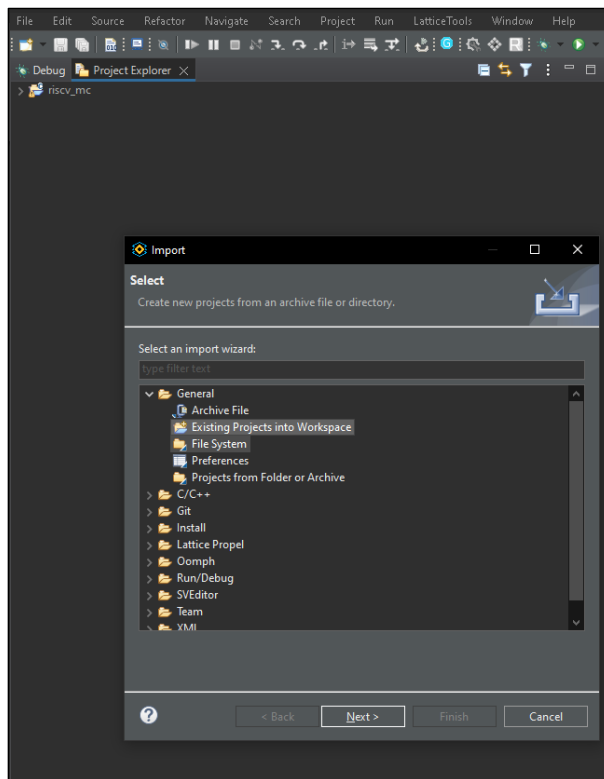 File Edit Source Refactor Navigate Search Project Run LatticeTools Window Help
Debug Project Explorer
riscv_mc
Import
Select
Create new projects from an archive file or directory.
Select an import wizard:
type filter text
General
Archive File
Existing Projects into Workspace
File System
Preferences
Projects from Folder or Archive
C/C++
Git
Install
Lattice Propel
Oomph
Run/Debug
SVEditor
Team
XML
< Back Next > Finish Cancel